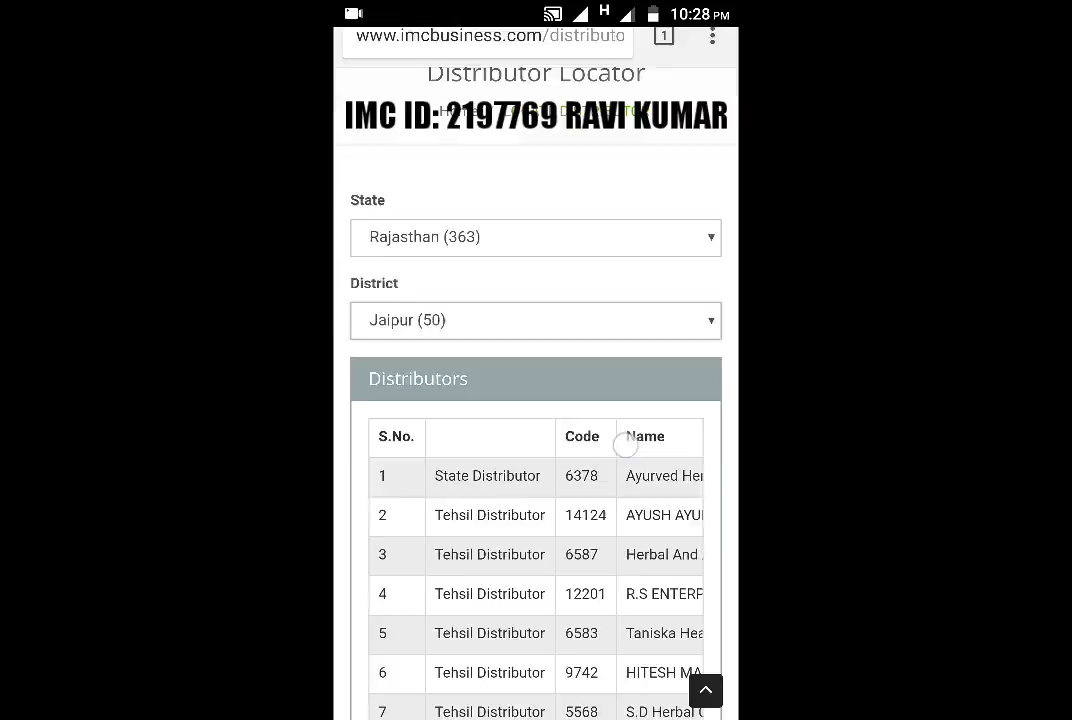 H 10:28 PM
www.imcbusiness.com/distributo 1
Distributor Locator
IMC ID: 2197769 RAVI KUMAR
State
Rajasthan (363)
District
Jaipur (50)
Distributors
S.No. Code Name
1 State Distributor 6378 Ayurved Her
2 Tehsil Distributor 14124 AYUSH AYU
3 Tehsil Distributor 6587 Herbal And
4 Tehsil Distributor 12201 R.S ENTERP
5 Tehsil Distributor 6583 Taniska Hea
6 Tehsil Distributor 9742 HITESH MA
7 Tehsil Distributor 5568 S.D Herbal